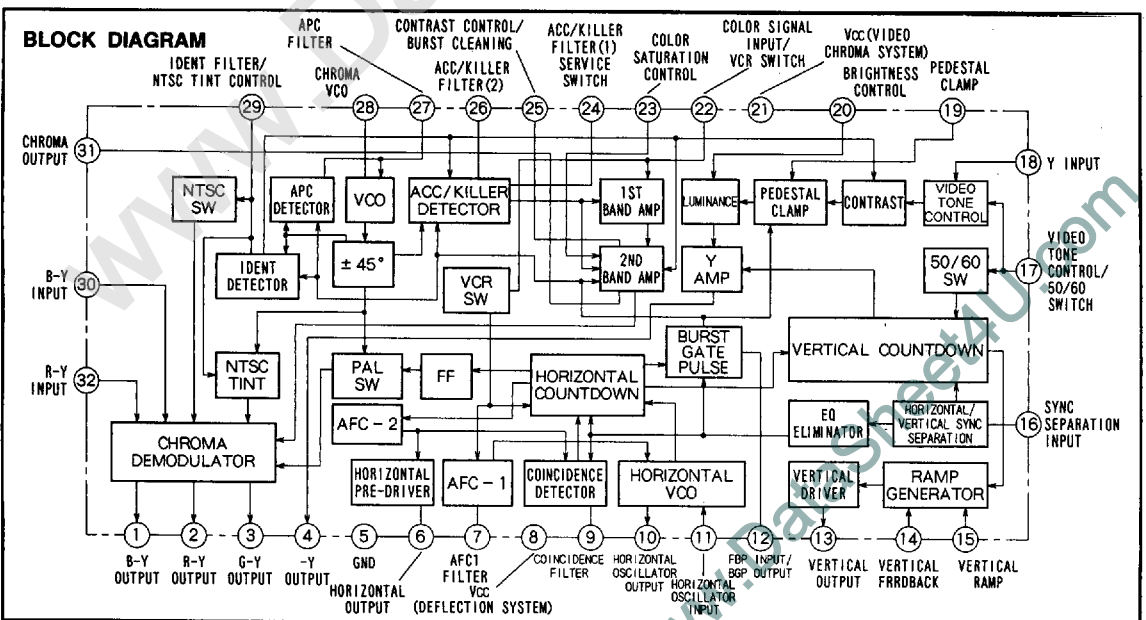 BLOCK DIAGRAM
IDENT FILTER/
NTSC TINT CONTROL
CHROMA
VCO
APC
FILTER
CONTRAST CONTROL/
BURST CLEANING
ACC/KILLER
FILTER(2)
ACC/KILLER
FILTER(1)
SERVICE
SWITCH
COLOR
SATURATION
CONTROL
COLOR SIGNAL
INPUT/
VCR SWITCH
Vcc(VIDEO
CHROMA SYSTEM)
BRIGHTNESS
CONTROL
PEDESTAL
CLAMP
29
28
27
26
25
24
23
22
21
20
19
CHROMA
OUTPUT
31
18
Y INPUT
NTSC
SW
APC
DETECTOR
VCO
ACC/KILLER
DETECTOR
1ST
BAND AMP
LUMINANCE
PEDESTAL
CLAMP
CONTRAST
VIDEO
TONE
CONTROL
B-Y
INPUT
30
IDENT
DETECTOR
± 45°
VCR
SW
2ND
BAND AMP
Y
AMP
50/60
SW
17
VIDEO
TONE
CONTROL/
50/60
SWITCH
R-Y
INPUT
32
NTSC
TINT
PAL
SW
FF
HORIZONTAL
COUNTDOWN
BURST
GATE
PULSE
VERTICAL COUNTDOWN
AFC-2
EQ
ELIMINATOR
HORIZONTAL/
VERTICAL SYNC
SEPARATION
16
SYNC
SEPARATION
INPUT
CHROMA
DEMODULATOR
HORIZONTAL
PRE-DRIVER
AFC-1
COINCIDENCE
DETECTOR
HORIZONTAL
VCO
VERTICAL
DRIVER
RAMP
GENERATOR
1
2
3
4
5
6
7
8
9
10
11
12
13
14
15
B-Y
OUTPUT
R-Y
OUTPUT
G-Y
OUTPUT
-Y
OUTPUT
GND
HORIZONTAL
OUTPUT
AFC1
FILTER
Vcc
(DEFLECTION SYSTEM)
COINCIDENCE
FILTER
HORIZONTAL
OSCILLATOR
OUTPUT
HORIZONTAL
OSCILLATOR
INPUT
FBP INPUT/
BGP OUTPUT
VERTICAL
OUTPUT
VERTICAL
FRRDBACK
VERTICAL
RAMP
www.DataSheet4U.com